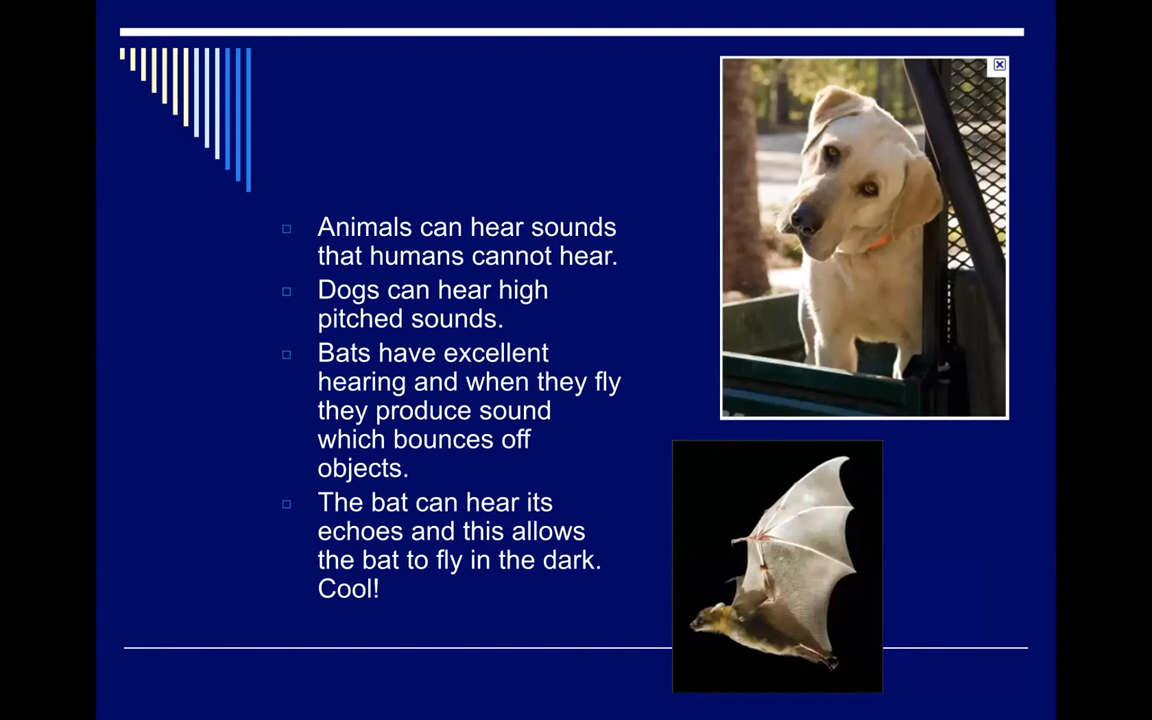 Animals can hear sounds
that humans cannot hear.
Dogs can hear high
pitched sounds.
Bats have excellent
hearing and when they fly
they produce sound
which bounces off
objects.
The bat can hear its
echoes and this allows
the bat to fly in the dark.
Cool!